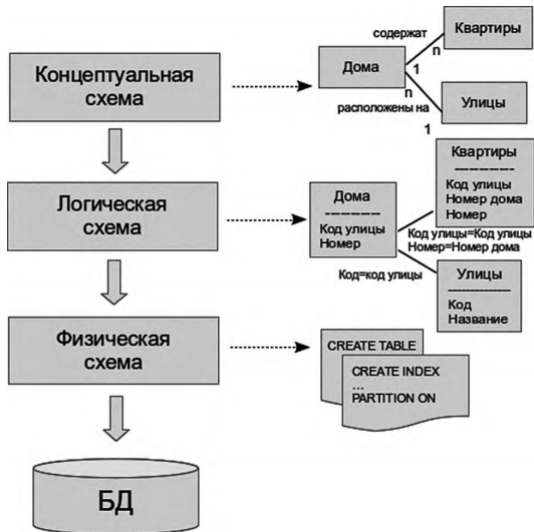 Концептуальная
схема
содержат
Квартиры
n
Дома
1
n
расположены на
Улицы
1
Логическая
схема
Дома
---------------
Код улицы
Номер
Квартиры
---------------
Код улицы
Номер дома
Номер
Код улицы=Код улицы
Номер=Номер дома
Код=код улицы
Улицы
---------------
Код
Название
Физическая
схема
CREATE TABLE
CREATE INDEX
...
PARTITION ON
БД